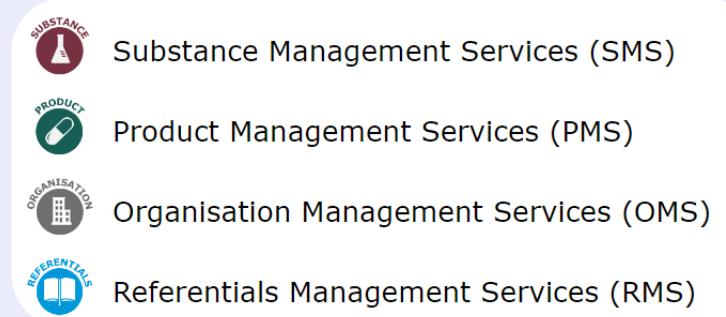 SUBSTANCE
Substance Management Services (SMS)
PRODUCT
Product Management Services (PMS)
ORGANISATION
Organisation Management Services (OMS)
REFERENTIALS
Referentials Management Services (RMS)